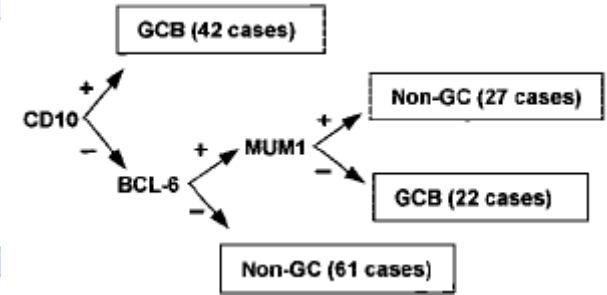 GCB (42 cases)
+
Non-GC (27 cases)
CD10
+
+
MUM1
–
BCL-6
–
GCB (22 cases)
–
Non-GC (61 cases)